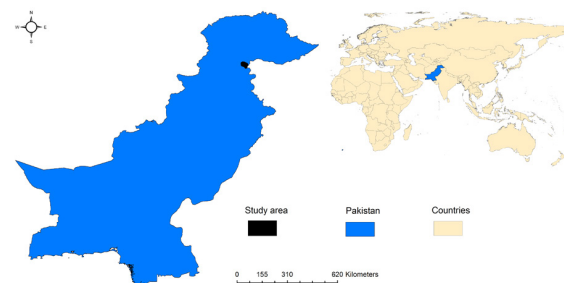 N
W E
S
Study area Pakistan Countries
0 155 310 620 Kilometers